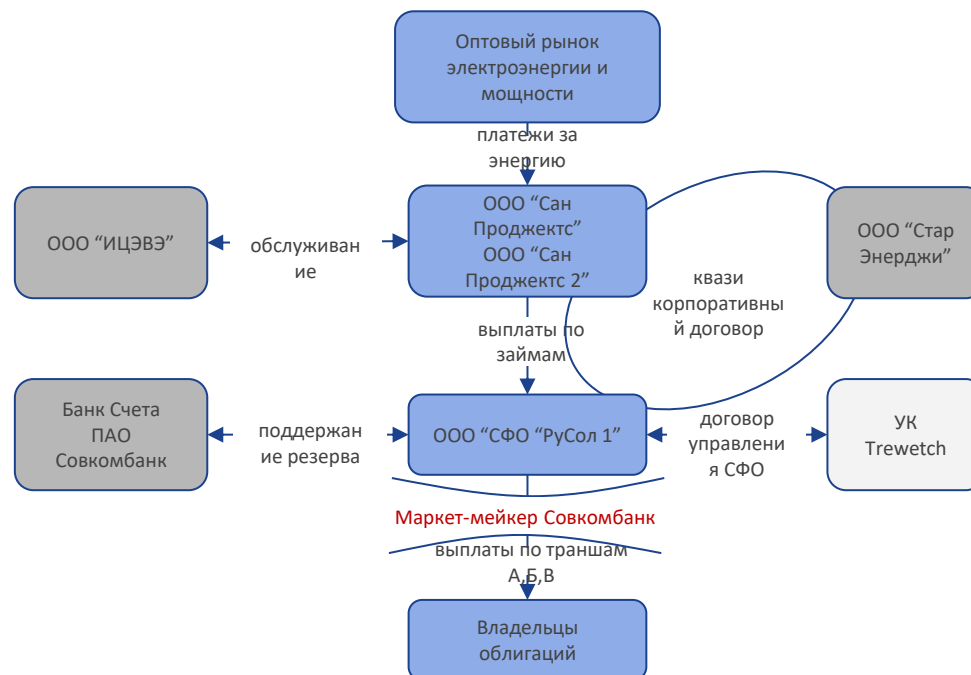 Оптовый рынок
электроэнергии и
мощности
платежи за
энергию
ООО “ИЦЭВЭ”
обслуживан
ие
ООО “Сан
Проджектс”
ООО “Сан
Проджектс 2”
ООО “Стар
Энерджи”
квази
корпоративны
й договор
выплаты по
займам
Банк Счета
ПАО
Совкомбанк
поддержан
ие резерва
ООО “СФО “РуСол 1”
договор
управлени
я СФО
УК
Trewetch
Маркет-мейкер Совкомбанк
выплаты по траншам
А,Б,В
Владельцы
облигаций